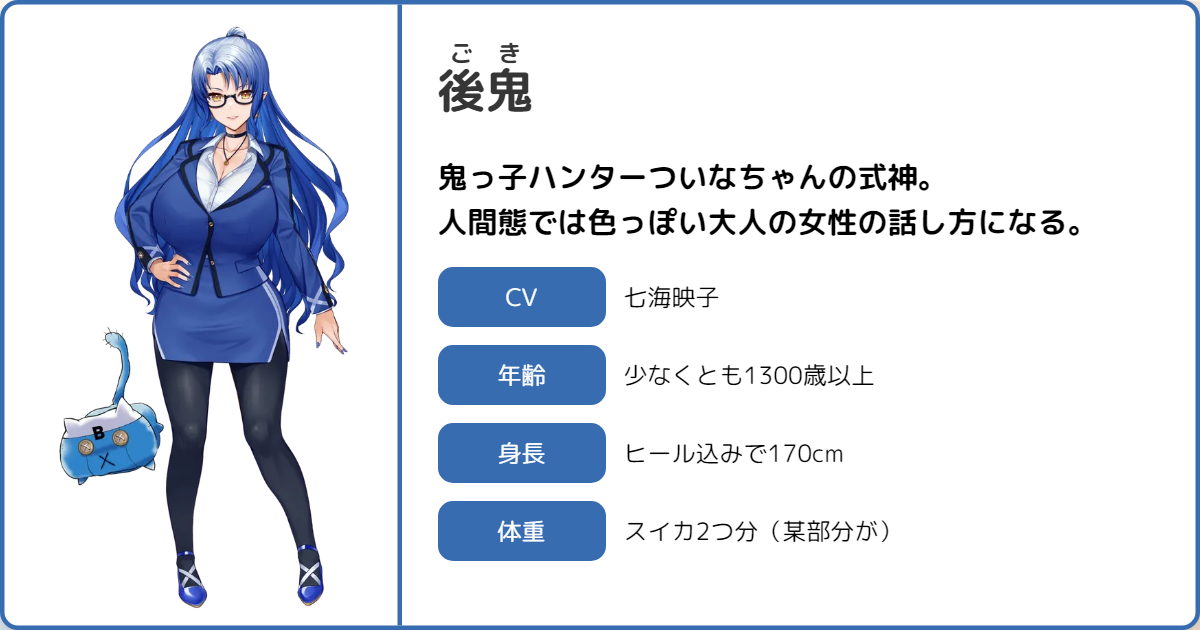 ごき
後鬼
鬼っ子ハンターついなちゃんの式神。
人間態では色っぽい大人の女性の話し方になる。
CV 七海映子
年齢 少なくとも1300歳以上
身長 ヒール込みで170cm
体重 スイカ2つ分（某部分が）
B